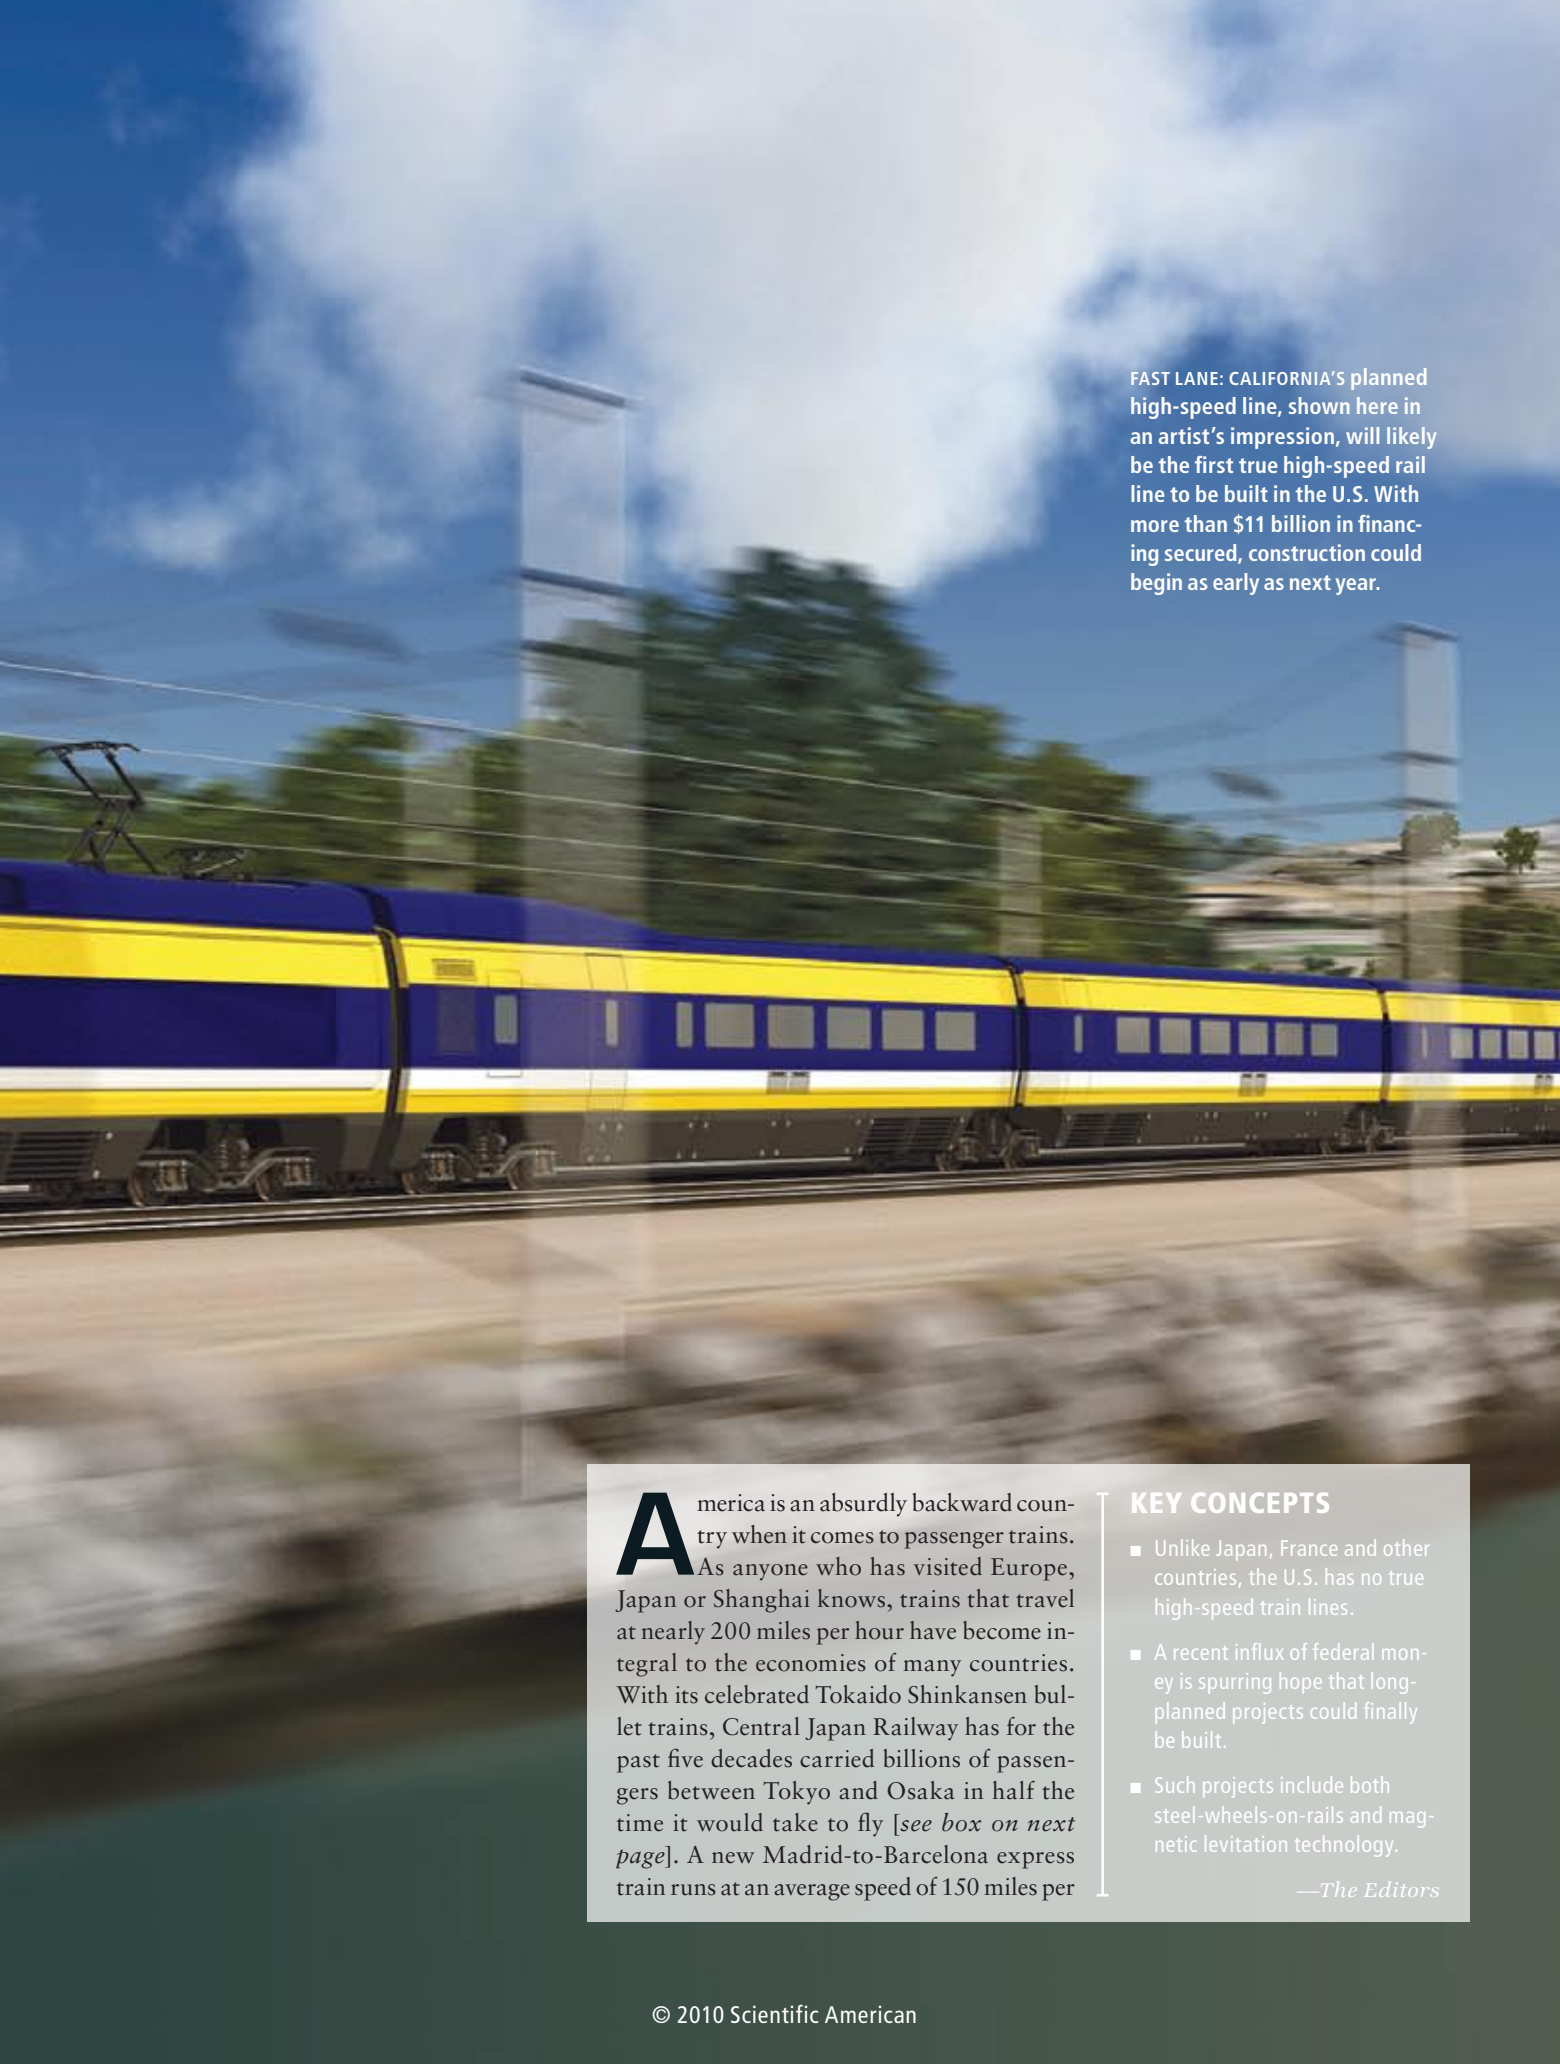 FAST LANE: CALIFORNIA’S planned
high-speed line, shown here in
an artist’s impression, will likely
be the first true high-speed rail
line to be built in the U.S. With
more than $11 billion in financ-
ing secured, construction could
begin as early as next year.
America is an absurdly backward coun-
try when it comes to passenger trains.
As anyone who has visited Europe,
Japan or Shanghai knows, trains that travel
at nearly 200 miles per hour have become in-
tegral to the economies of many countries.
With its celebrated Tokaido Shinkansen bul-
let trains, Central Japan Railway has for the
past five decades carried billions of passen-
gers between Tokyo and Osaka in half the
time it would take to fly [see box on next
page]. A new Madrid-to-Barcelona express
train runs at an average speed of 150 miles per
KEY CONCEPTS
■ Unlike Japan, France and other
countries, the U.S. has no true
high-speed train lines.
■ A recent influx of federal mon-
ey is spurring hope that long-
planned projects could finally
be built.
■ Such projects include both
steel-wheels-on-rails and mag-
netic levitation technology.
—The Editors
© 2010 Scientific American